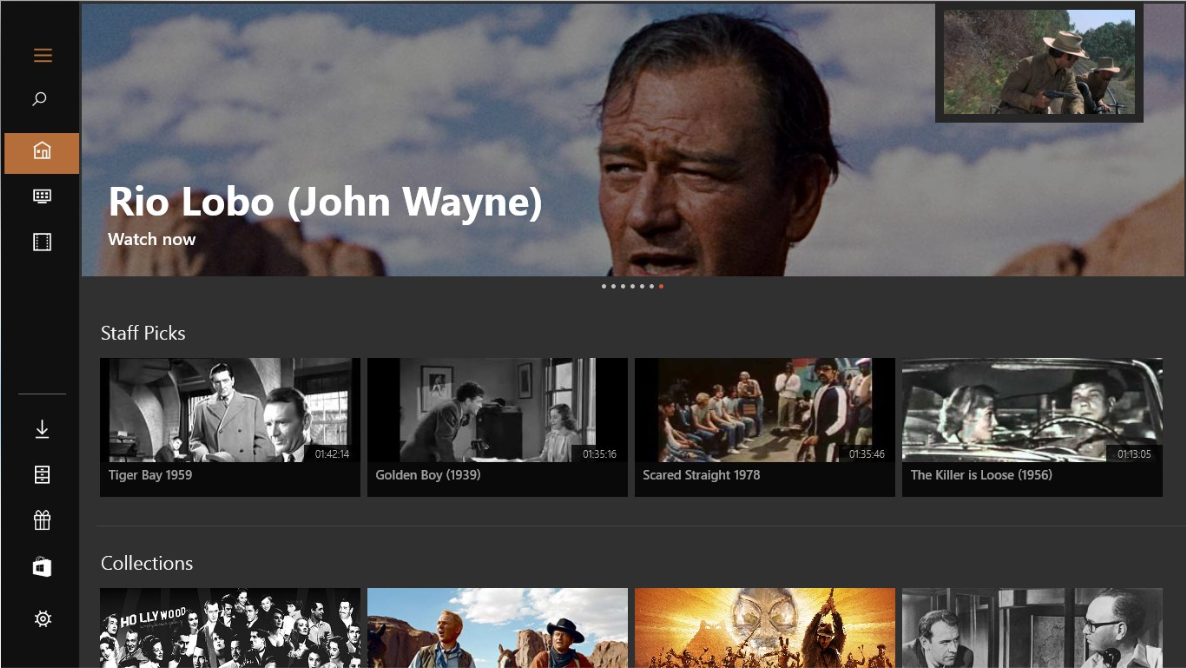 Rio Lobo (John Wayne)
Watch now
Staff Picks
01:42:14
01:35:16
01:35:46
01:13:05
Tiger Bay 1959
Golden Boy (1939)
Scared Straight 1978
The Killer is Loose (1956)
Collections
HOLLYWOOD